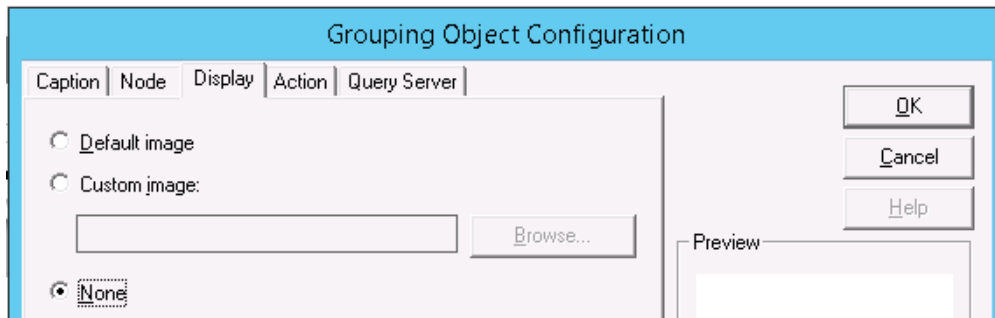 Grouping Object Configuration
Caption Node Display Action Query Server
OK
Default image
Cancel
Custom image:
Help
Browse...
Preview
None